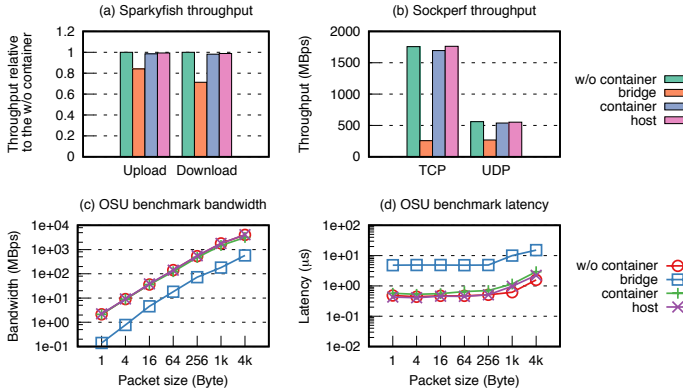 (a) Sparkyfish throughput
Throughput relative
to the w/o container
1.2
1
0.8
0.6
0.4
0.2
0
Upload Download
(b) Sockperf throughput
Throughput (MBps)
2000
1500
1000
500
0
TCP UDP
w/o container
bridge
container
host
(c) OSU benchmark bandwidth
Bandwidth (MBps)
1e+04
1e+03
1e+02
1e+01
1e+00
1e-01
1 4 16 64 256 1k 4k
Packet size (Byte)
(d) OSU benchmark latency
Latency (µs)
1e+02
1e+01
1e+00
1e-01
1e-02
1 4 16 64 256 1k 4k
Packet size (Byte)
w/o container
bridge
container
host